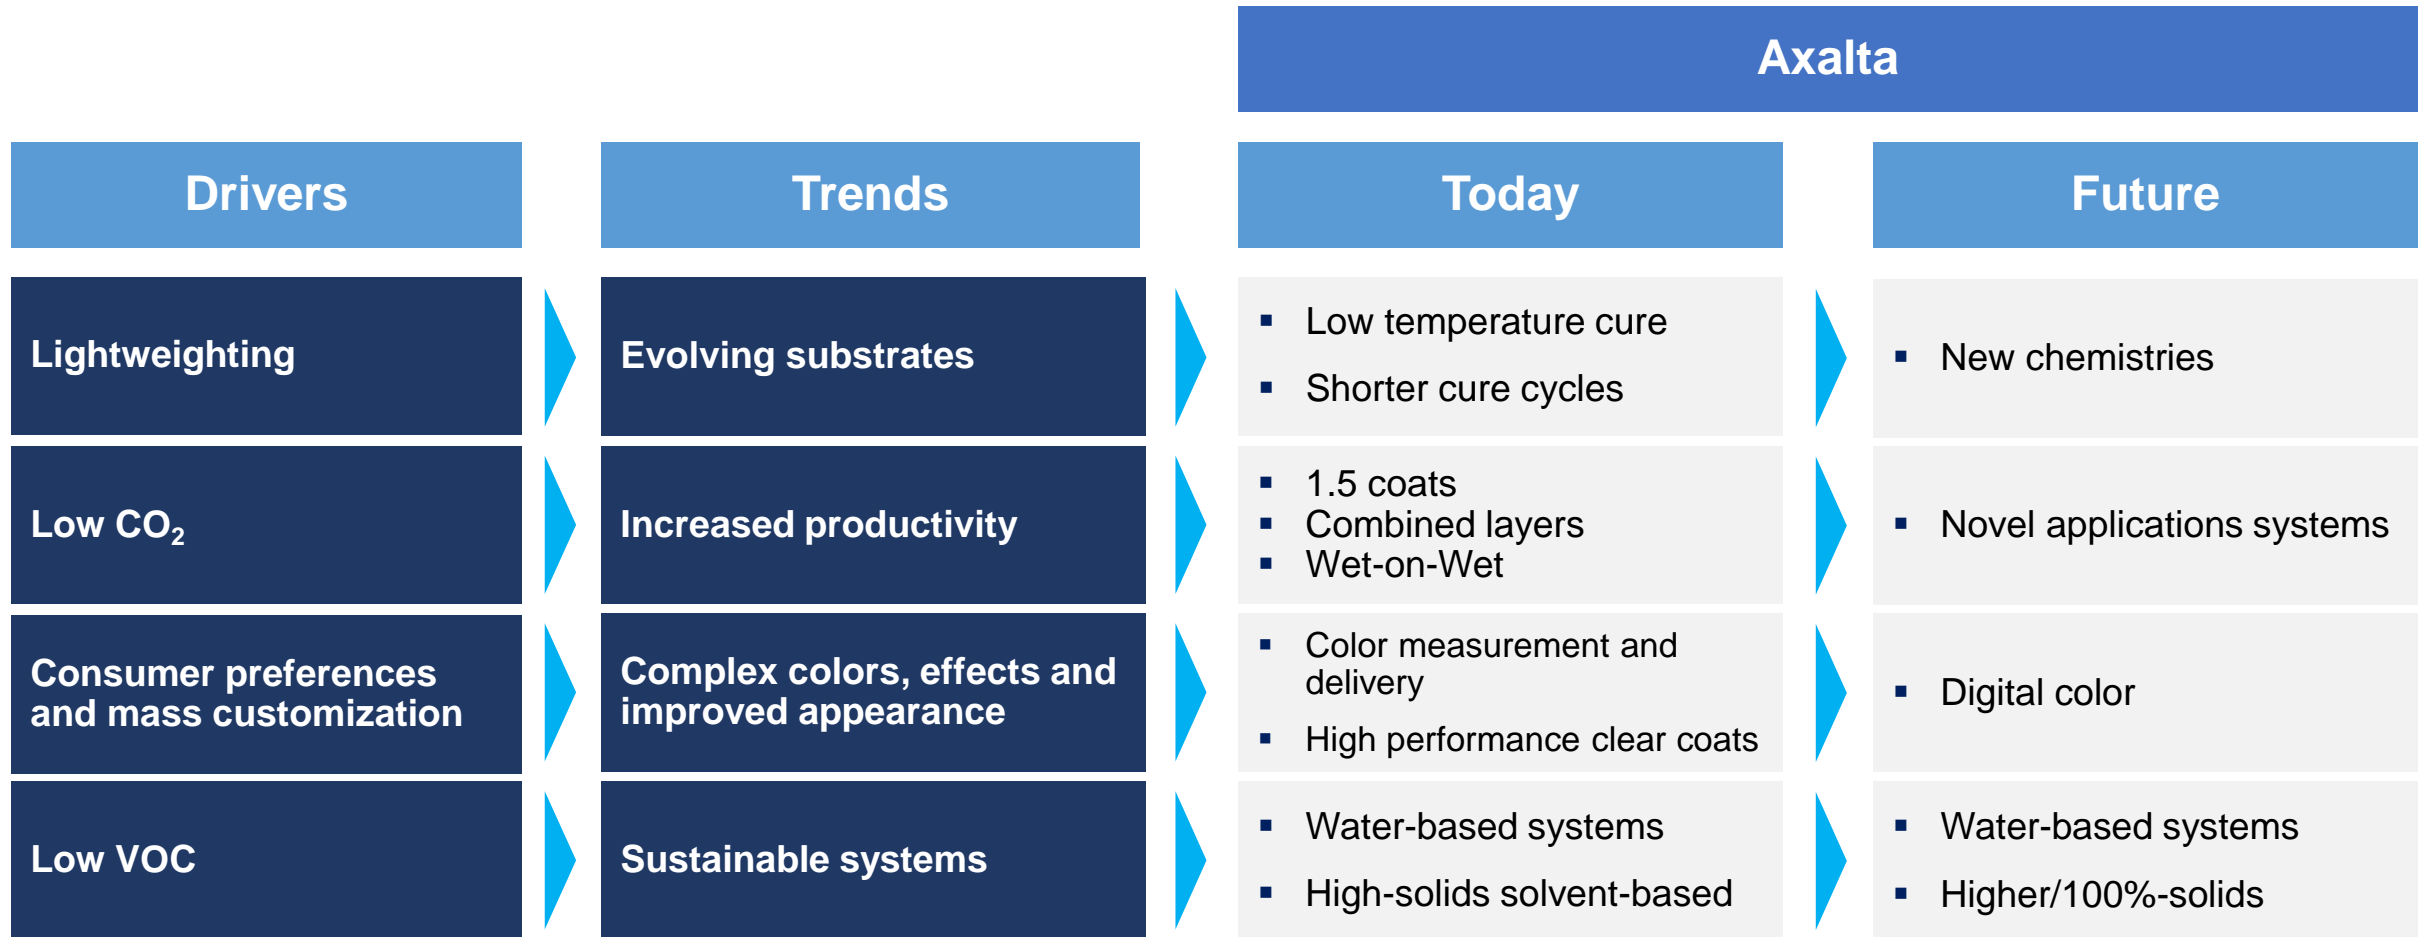 Axalta
Drivers
Trends
Today
Future
Lightweighting
Evolving substrates
▪ Low temperature cure
▪ Shorter cure cycles
▪ New chemistries
Low CO₂
Increased productivity
▪ 1.5 coats
▪ Combined layers
▪ Wet-on-Wet
▪ Novel applications systems
Consumer preferences
and mass customization
Complex colors, effects and
improved appearance
▪ Color measurement and
delivery
▪ High performance clear coats
▪ Digital color
Low VOC
Sustainable systems
▪ Water-based systems
▪ High-solids solvent-based
▪ Water-based systems
▪ Higher/100%-solids